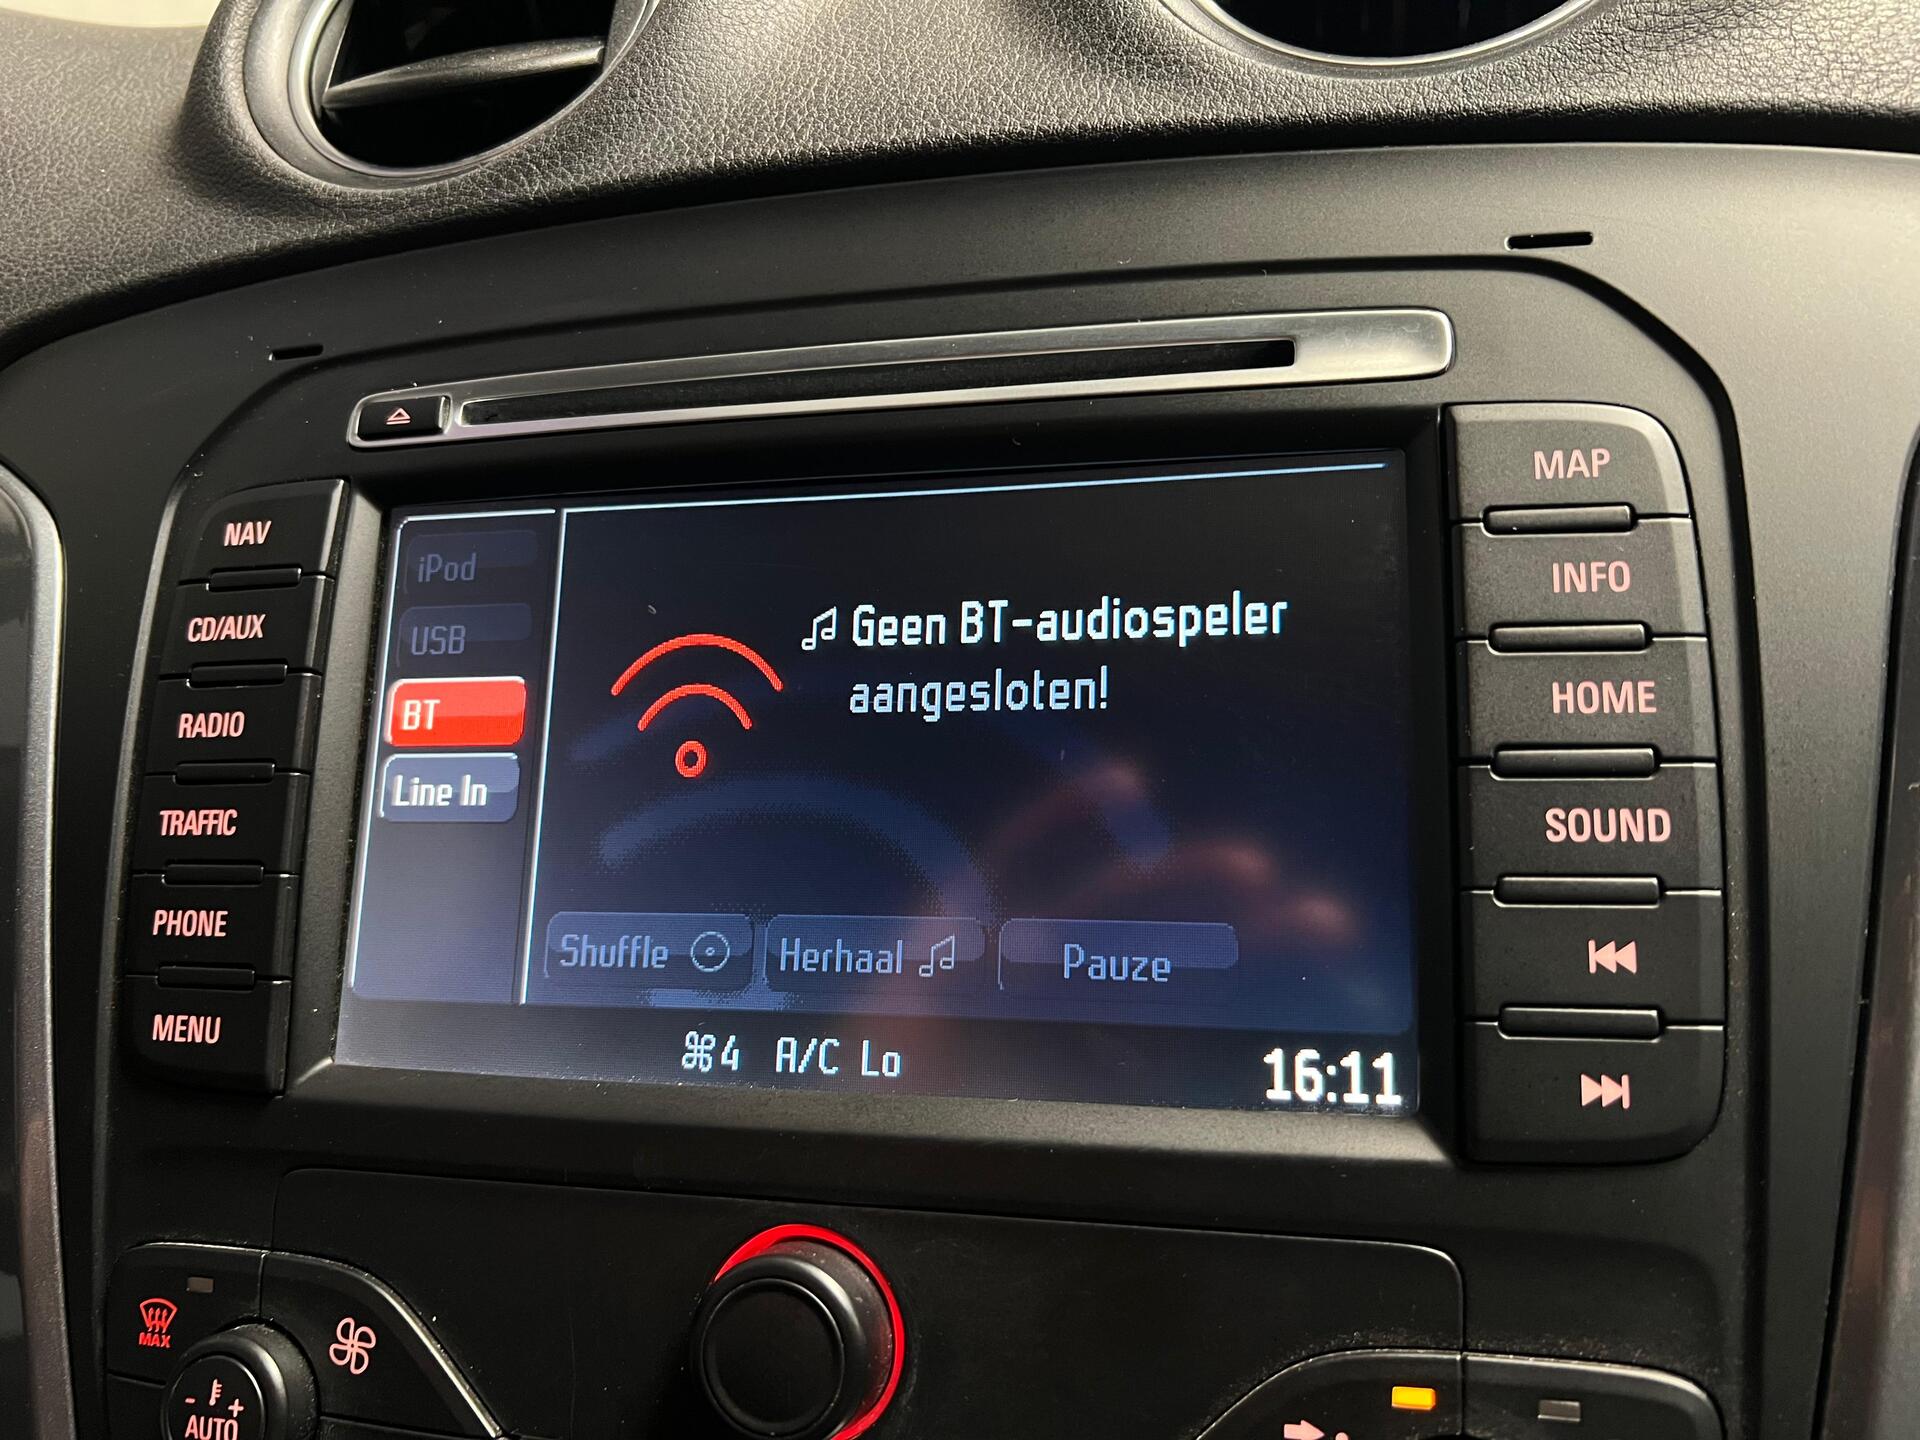 NAV
CD/AUX
RADIO
TRAFFIC
PHONE
MENU
iPod
USB
BT
Line In
Geen BT-audiospeler
aangesloten!
Shuffle
Herhaal
Pauze
4 A/C Lo
16:11
MAP
INFO
HOME
SOUND
MAX
- +
AUTO